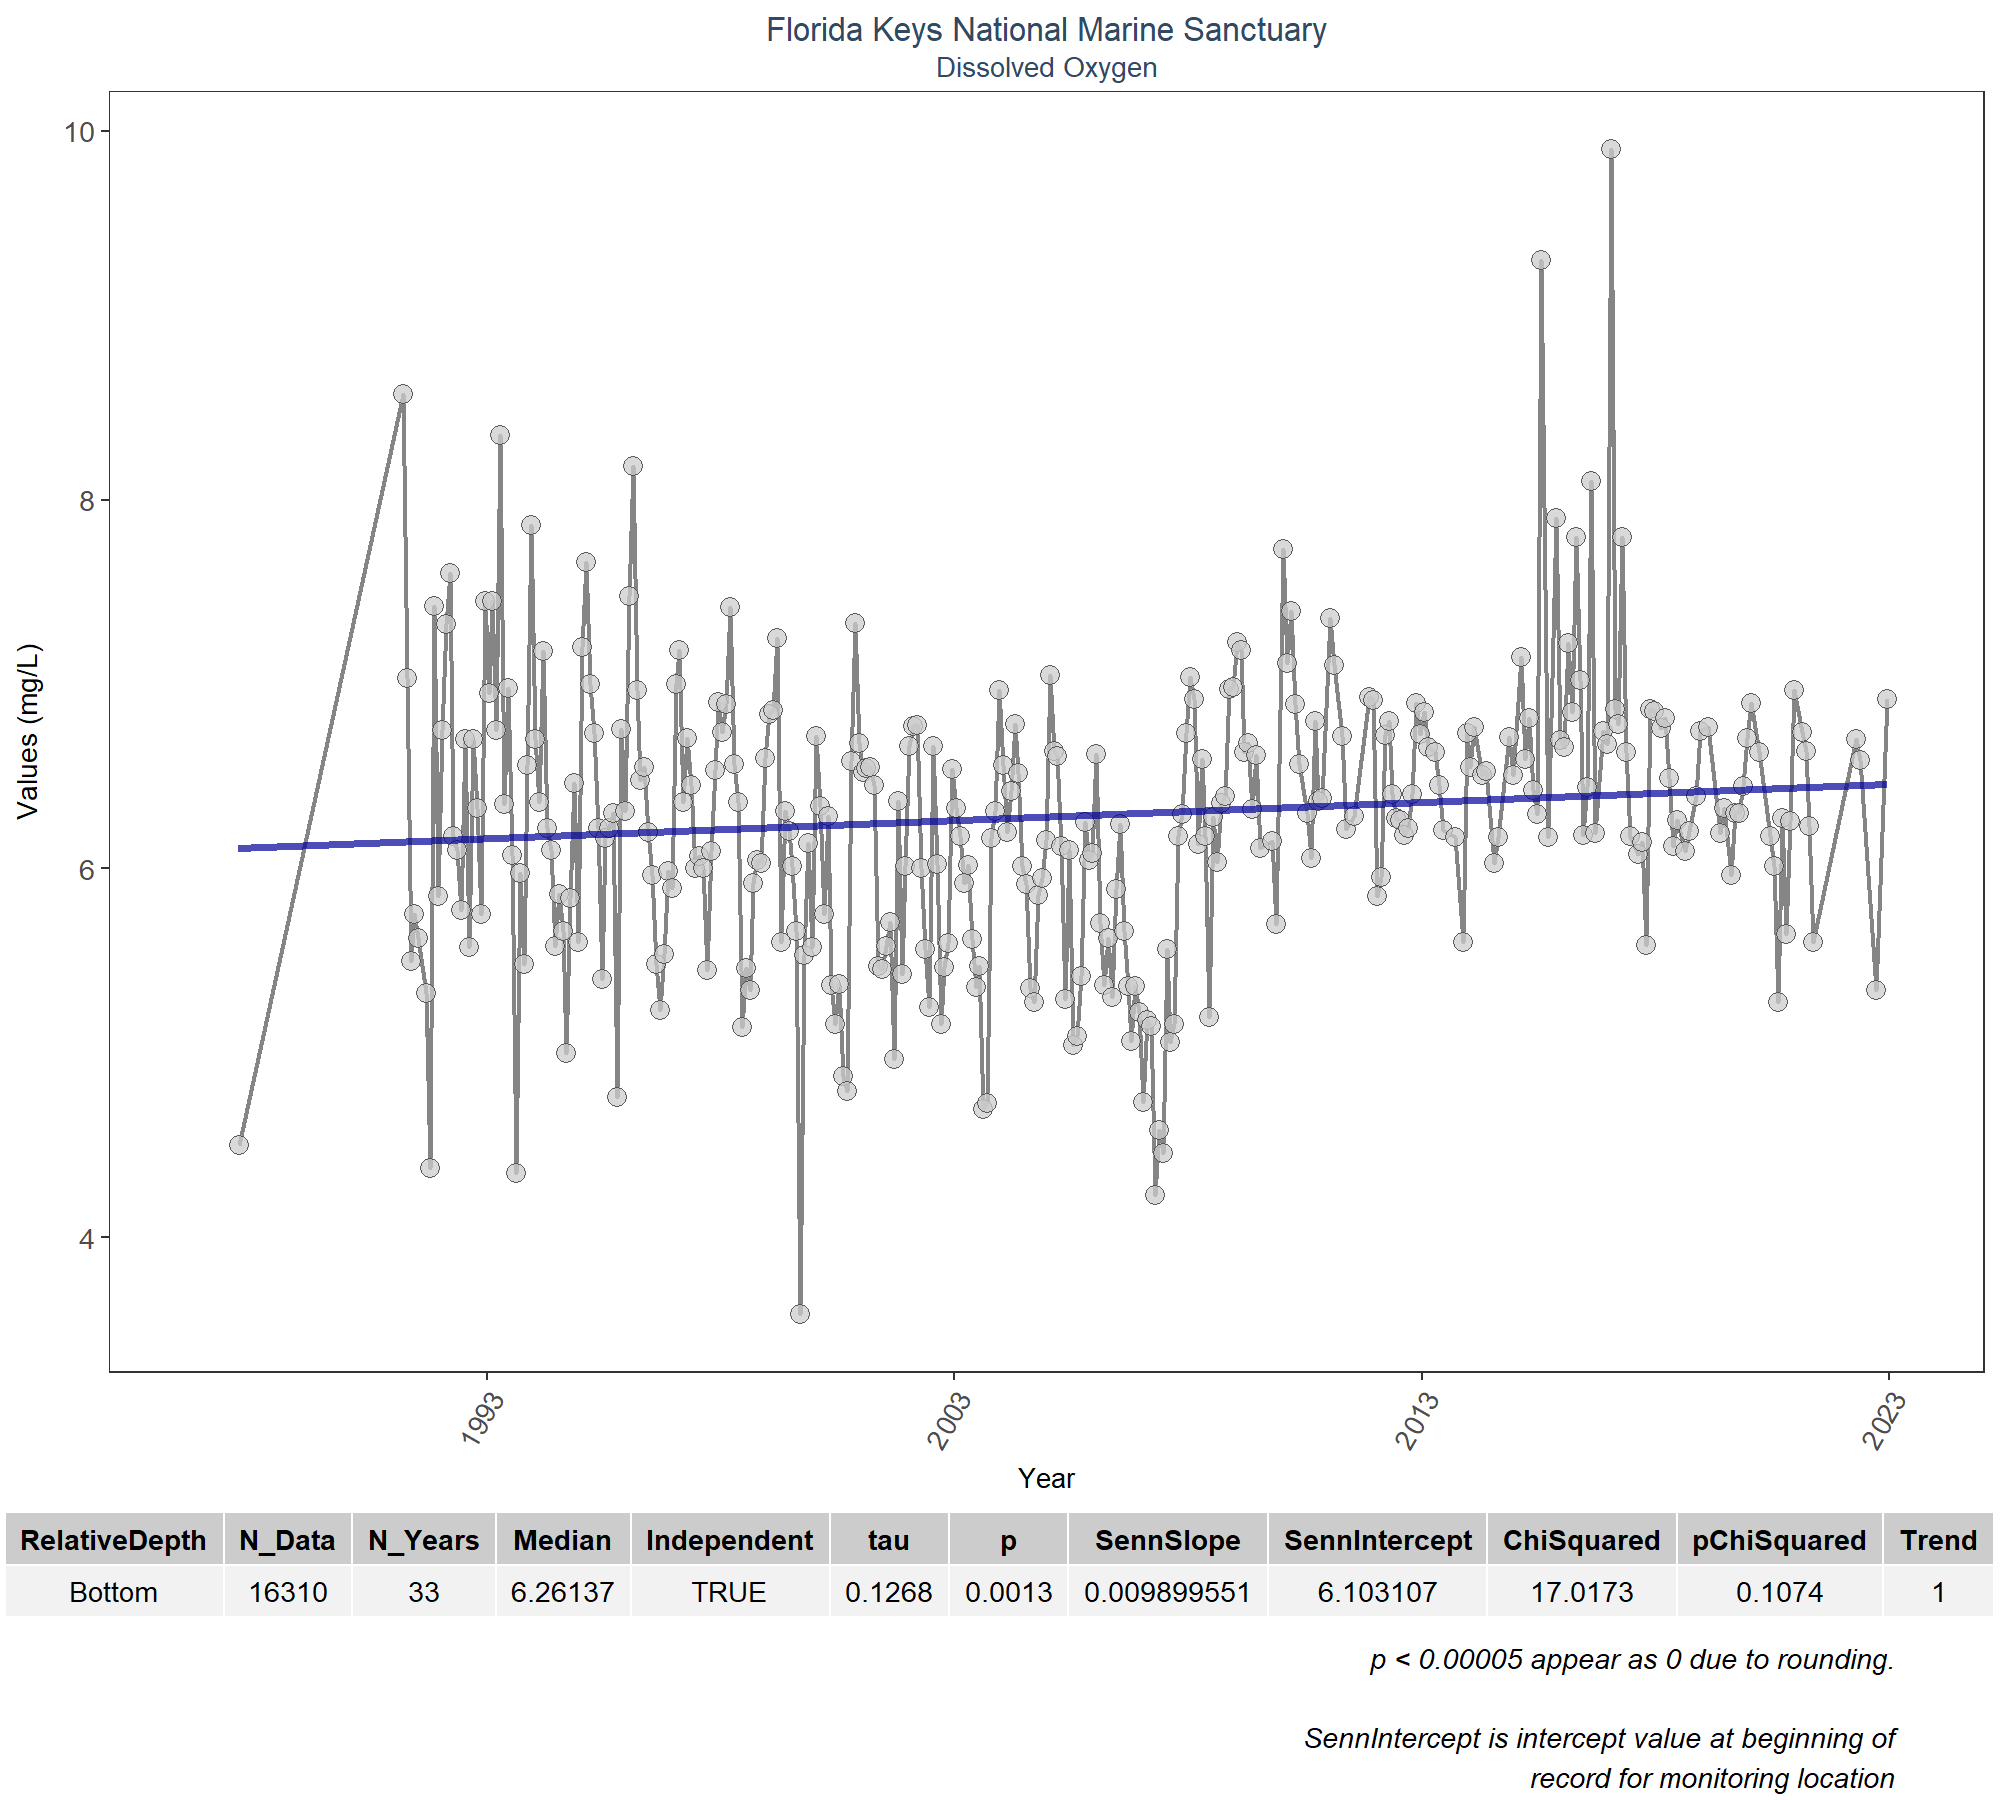 Florida Keys National Marine Sanctuary
Dissolved Oxygen
Values (mg/L)
10
8
6
4
1993
2003
2013
2023
Year
RelativeDepth N_Data N_Years Median Independent tau p SennSlope SennIntercept ChiSquared pChiSquared Trend
Bottom 16310 33 6.26137 TRUE 0.1268 0.0013 0.009899551 6.103107 17.0173 0.1074 1
p < 0.00005 appear as 0 due to rounding.
SennIntercept is intercept value at beginning of
record for monitoring location